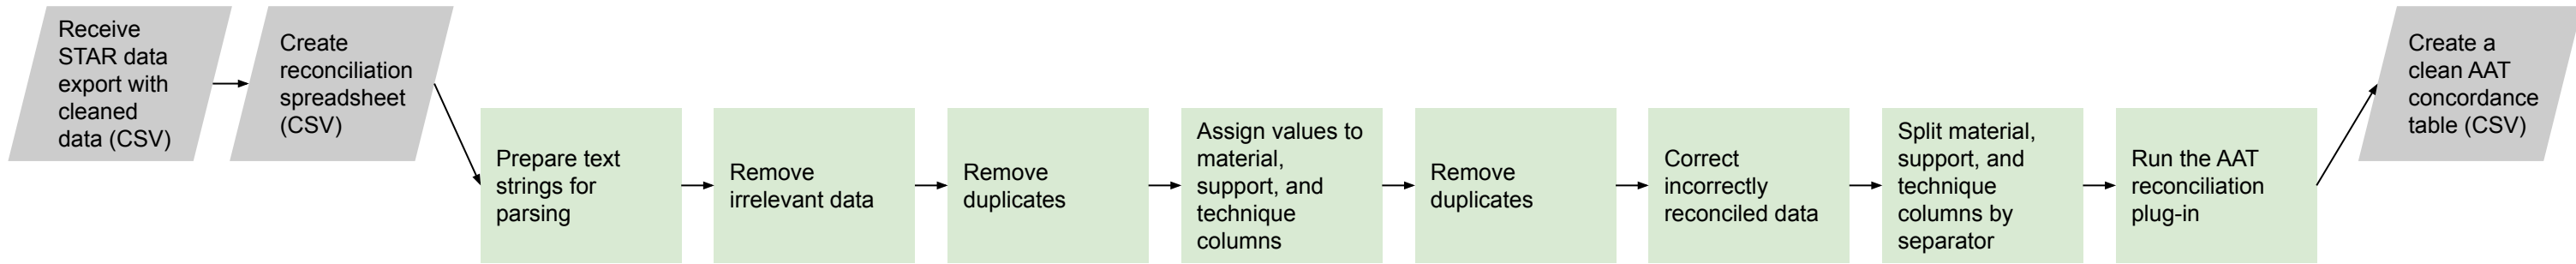 Receive
STAR data
export with
cleaned
data (CSV)
Create
reconciliation
spreadsheet
(CSV)
Prepare text
strings for
parsing
Remove
irrelevant data
Remove
duplicates
Assign values to
material,
support, and
technique
columns
Remove
duplicates
Correct
incorrectly
reconciled data
Split material,
support, and
technique
columns by
separator
Run the AAT
reconciliation
plug-in
Create a
clean AAT
concordance
table (CSV)